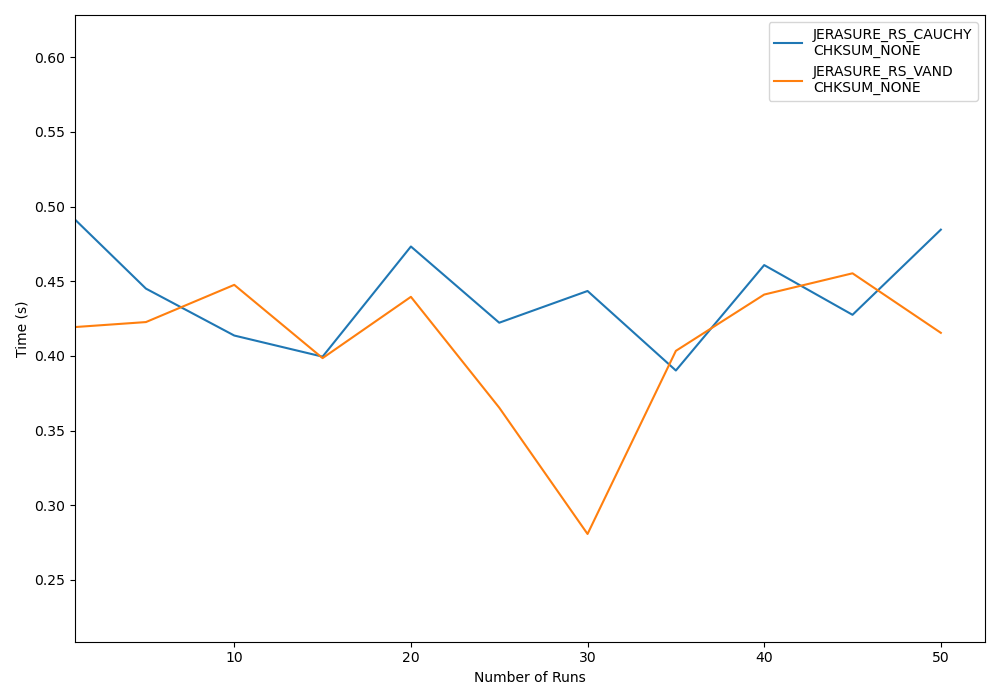 JERASURE_RS_CAUCHY
CHKSUM_NONE
JERASURE_RS_VAND
CHKSUM_NONE
0.60
0.55
0.50
0.45
0.40
0.35
0.30
0.25
Time (s)
10 20 30 40 50
Number of Runs